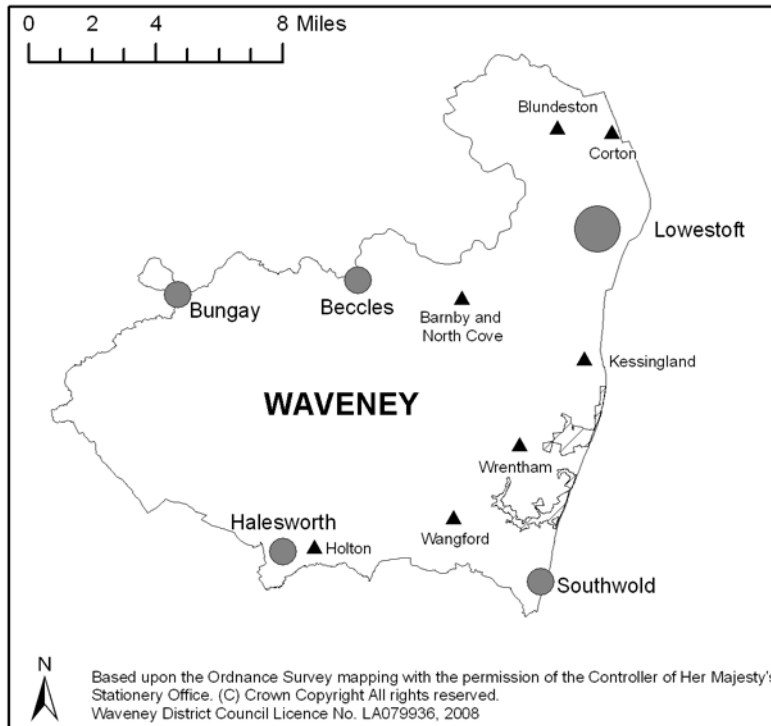 0 2 4 8 Miles
Blundeston
Corton
Lowestoft
Bungay
Beccles
Barnby and
North Cove
Kessingland
WAVENEY
Wrentham
Halesworth
Holton
Wangford
Southwold
N
Based upon the Ordnance Survey mapping with the permission of the Controller of Her Majesty's
Stationery Office. (C) Crown Copyright All rights reserved.
Waveney District Council Licence No. LA079936, 2008